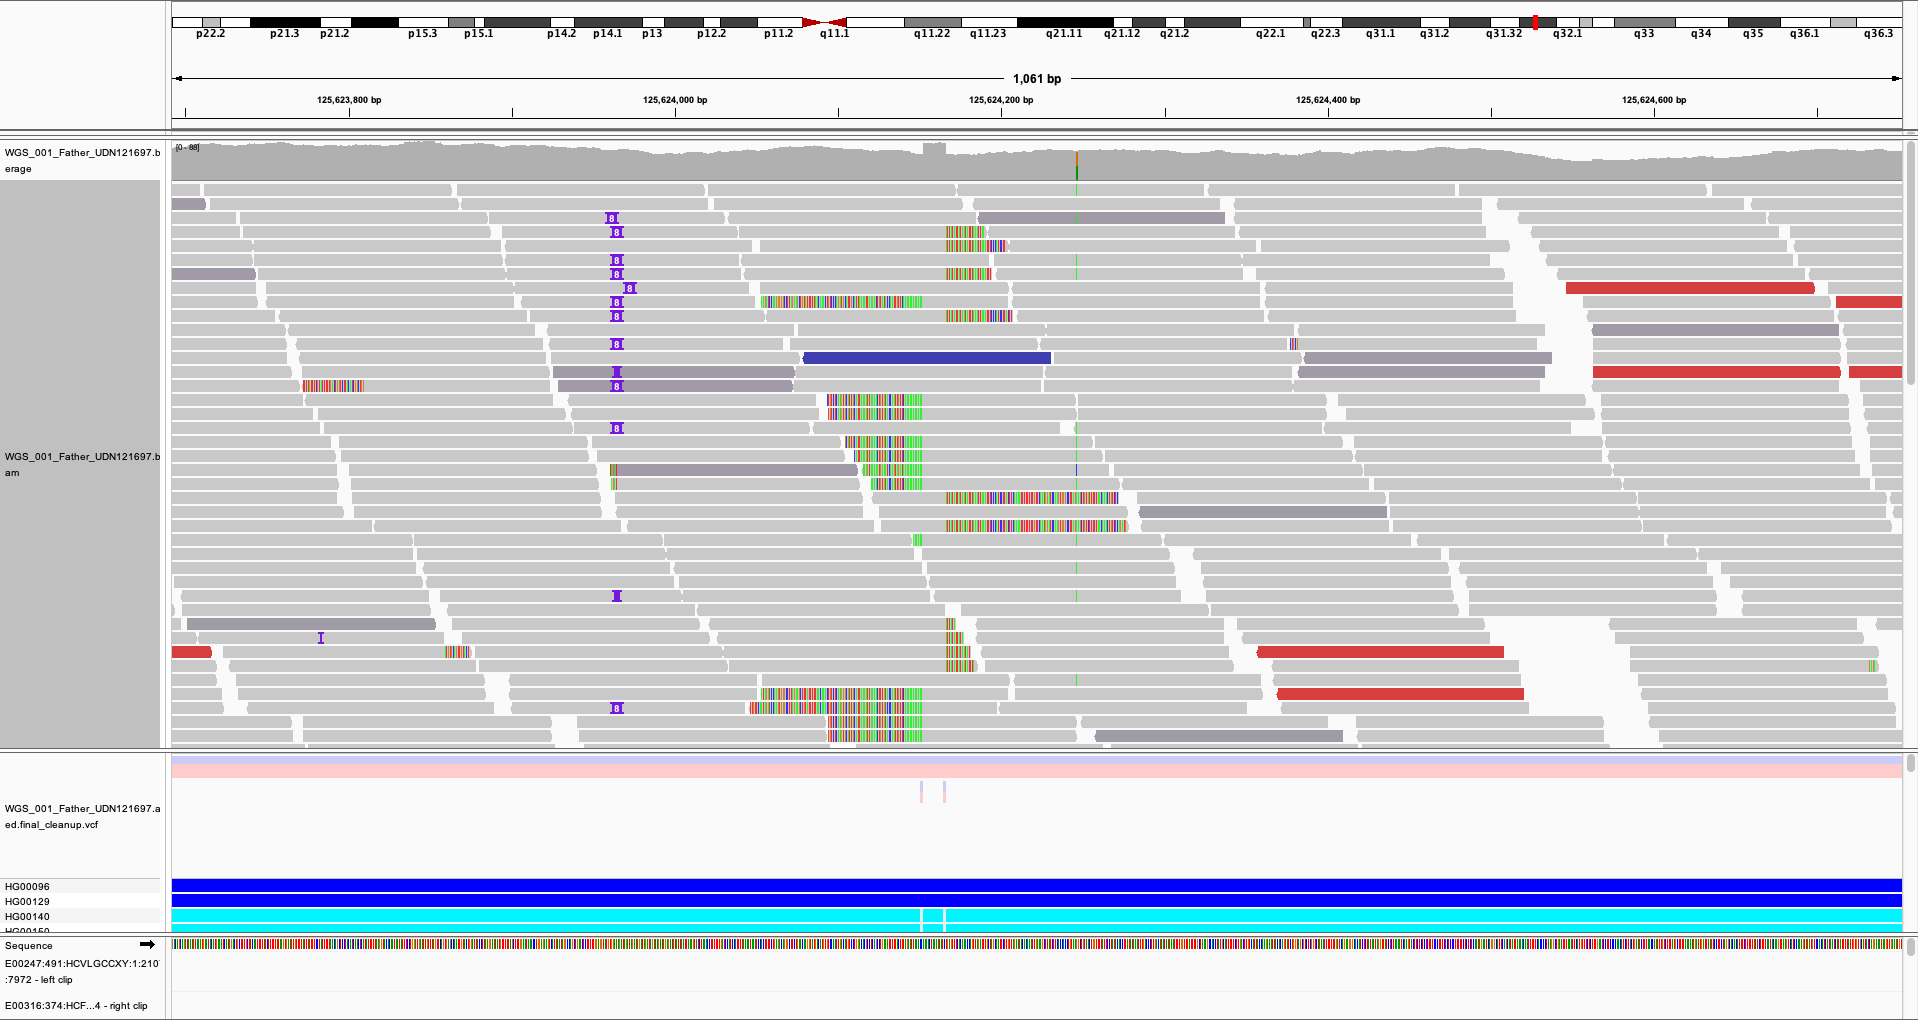 p22.2 p21.3 p21.2 p15.3 p15.1 p14.2 p14.1 p13 p12.2 p11.2 q11.1 q11.22 q11.23 q21.11 q21.12 q21.2 q22.1 q22.3 q31.1 q31.2 q31.32 q32.1 q33 q34 q35 q36.1 q36.3
1,061 bp
125,623,800 bp 125,624,000 bp 125,624,200 bp 125,624,400 bp 125,624,600 bp
WGS_001_Father_UDN121697.b
erage
[0 - 88]
8
8
8
8
8
8
8
8
8
8
WGS_001_Father_UDN121697.b
am
8
WGS_001_Father_UDN121697.a
ed.final_cleanup.vcf
HG00096
HG00129
HG00140
HG00150
Sequence
E00247:491:HCVLGCCXY:1:210
:7972 - left clip
E00316:374:HCF...4 - right clip